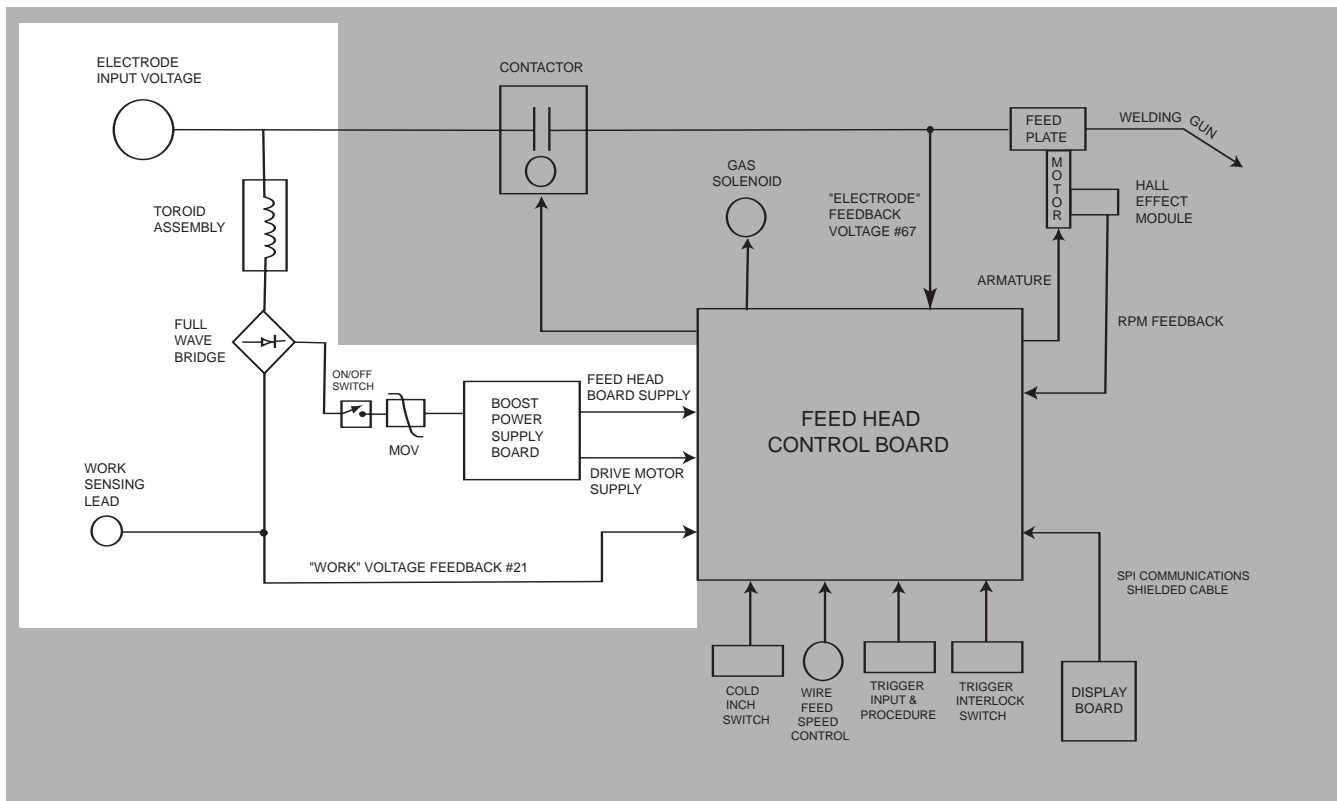 ELECTRODE
INPUT VOLTAGE
CONTACTOR
FEED
PLATE
WELDING
GUN
MOTOR
HALL
EFFECT
MODULE
GAS
SOLENOID
"ELECTRODE"
FEEDBACK
VOLTAGE #67
TOROID
ASSEMBLY
ARMATURE
RPM FEEDBACK
FULL
WAVE
BRIDGE
ON/OFF
SWITCH
MOV
BOOST
POWER
SUPPLY
BOARD
FEED HEAD
BOARD SUPPLY
DRIVE MOTOR
SUPPLY
FEED HEAD
CONTROL BOARD
WORK
SENSING
LEAD
"WORK" VOLTAGE FEEDBACK #21
SPI COMMUNICATIONS
SHIELDED CABLE
COLD
INCH
SWITCH
WIRE
FEED
SPEED
CONTROL
TRIGGER
INPUT &
PROCEDURE
TRIGGER
INTERLOCK
SWITCH
DISPLAY
BOARD